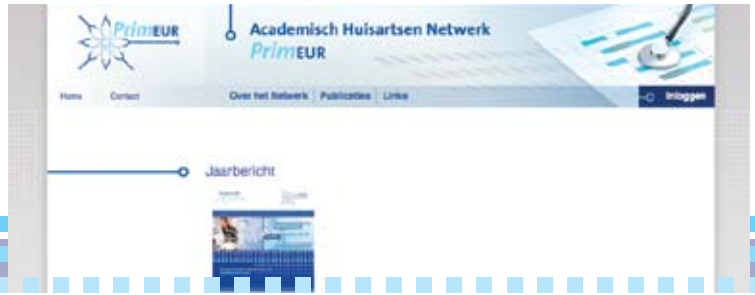 PrimEUR
Academisch Huisartsen Netwerk
PrimEUR
Home Contact Over het Netwerk Publicaties Links Inloggen
Jaarbericht